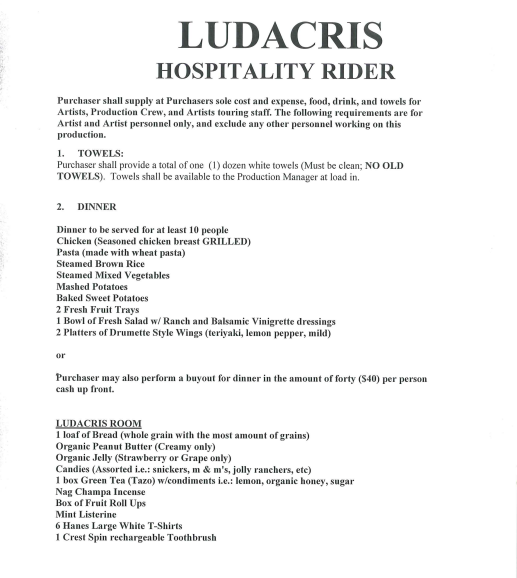 LUDACRIS
HOSPITALITY RIDER
Purchaser shall supply at Purchasers sole cost and expense, food, drink, and towels for
Artists, Production Crew, and Artists touring staff. The following requirements are for
Artist and Artist personnel only, and exclude any other personnel working on this
production.
1. TOWELS:
Purchaser shall provide a total of one (1) dozen white towels (Must be clean; NO OLD
TOWELS). Towels shall be available to the Production Manager at load in.
2. DINNER
Dinner to be served for at least 10 people
Chicken (Seasoned chicken breast GRILLED)
Pasta (made with wheat pasta)
Steamed Brown Rice
Steamed Mixed Vegetables
Mashed Potatoes
Baked Sweet Potatoes
2 Fresh Fruit Trays
1 Bowl of Fresh Salad w/ Ranch and Balsamic Vinigrette dressings
2 Platters of Drumette Style Wings (teriyaki, lemon pepper, mild)
or
Purchaser may also perform a buyout for dinner in the amount of forty ($40) per person
cash up front.
LUDACRIS ROOM
1 loaf of Bread (whole grain with the most amount of grains)
Organic Peanut Butter (Creamy only)
Organic Jelly (Strawberry or Grape only)
Candies (Assorted i.e.: snickers, m & m's, jolly ranchers, etc)
1 box Green Tea (Tazo) w/condiments i.e.: lemon, organic honey, sugar
Nag Champa Incense
Box of Fruit Roll Ups
Mint Listerine
6 Hanes Large White T-Shirts
1 Crest Spin rechargeable Toothbrush